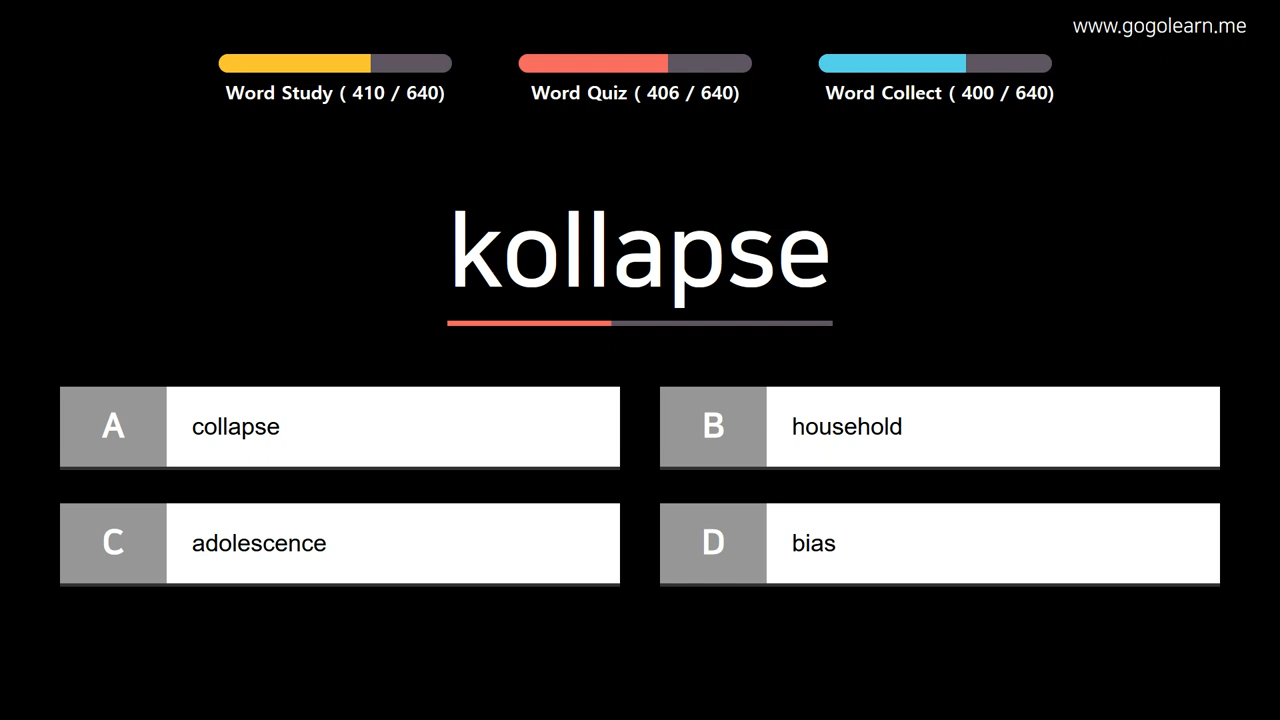 www.gogolearn.me
Word Study ( 410 / 640)
Word Quiz ( 406 / 640)
Word Collect ( 400 / 640)
kollapse
A collapse
B household
C adolescence
D bias